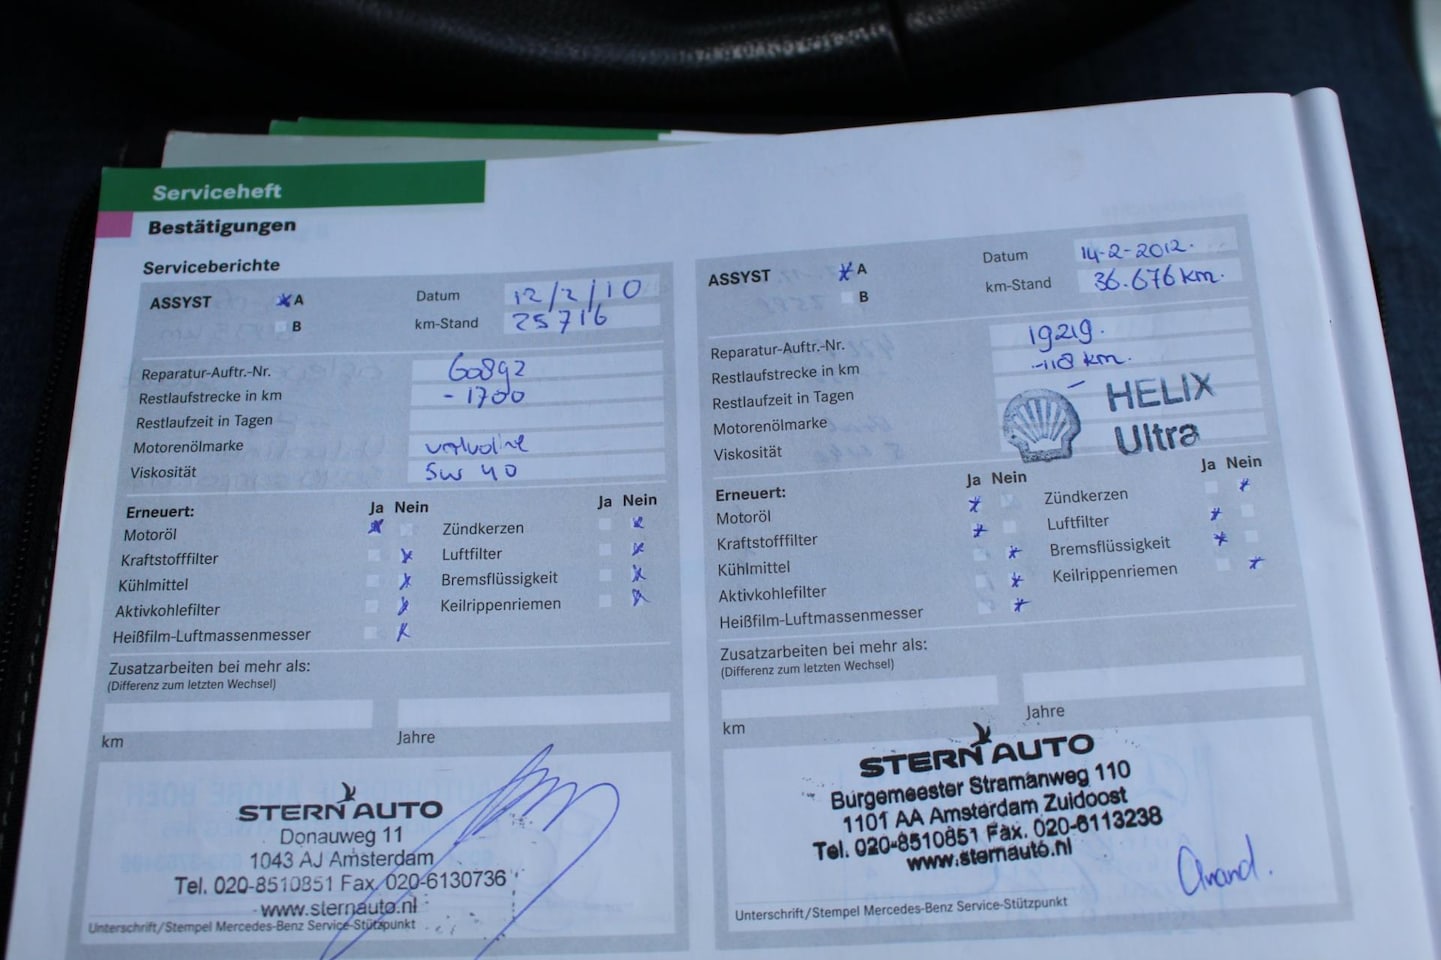 Serviceheft
Bestätigungen
Serviceberichte
ASSYST
A
B
Datum 12/2/10
km-Stand 25716
Reparatur-Auftr.-Nr. 60892
Restlaufstrecke in km - 1700
Restlaufzeit in Tagen
Motorenölmarke valvoline
Viskosität 5w 40
Erneuert: Ja Nein Ja Nein
Motoröl Zündkerzen
Kraftstofffilter Luftfilter
Kühlmittel Bremsflüssigkeit
Aktivkohlefilter Keilrippenriemen
Heißfilm-Luftmassenmesser
Zusatzarbeiten bei mehr als:
(Differenz zum letzten Wechsel)
km Jahre
STERN AUTO
Donauweg 11
1043 AJ Amsterdam
Tel. 020-8510851 Fax. 020-6130736
www.sternauto.nl
Unterschrift/Stempel Mercedes-Benz Service-Stützpunkt
ASSYST
A
B
Datum 14-2-2012.
km-Stand 36.676 km.
Reparatur-Auftr.-Nr. 19219.
Restlaufstrecke in km -118 km.
Restlaufzeit in Tagen -
Motorenölmarke HELIX
Viskosität Ultra
Erneuert: Ja Nein Ja Nein
Motoröl Zündkerzen
Kraftstofffilter Luftfilter
Kühlmittel Bremsflüssigkeit
Aktivkohlefilter Keilrippenriemen
Heißfilm-Luftmassenmesser
Zusatzarbeiten bei mehr als:
(Differenz zum letzten Wechsel)
km Jahre
STERN AUTO
Burgemeester Stramanweg 110
1101 AA Amsterdam Zuidoost
Tel. 020-8510851 Fax. 020-6113238
www.sternauto.nl
Unterschrift/Stempel Mercedes-Benz Service-Stützpunkt